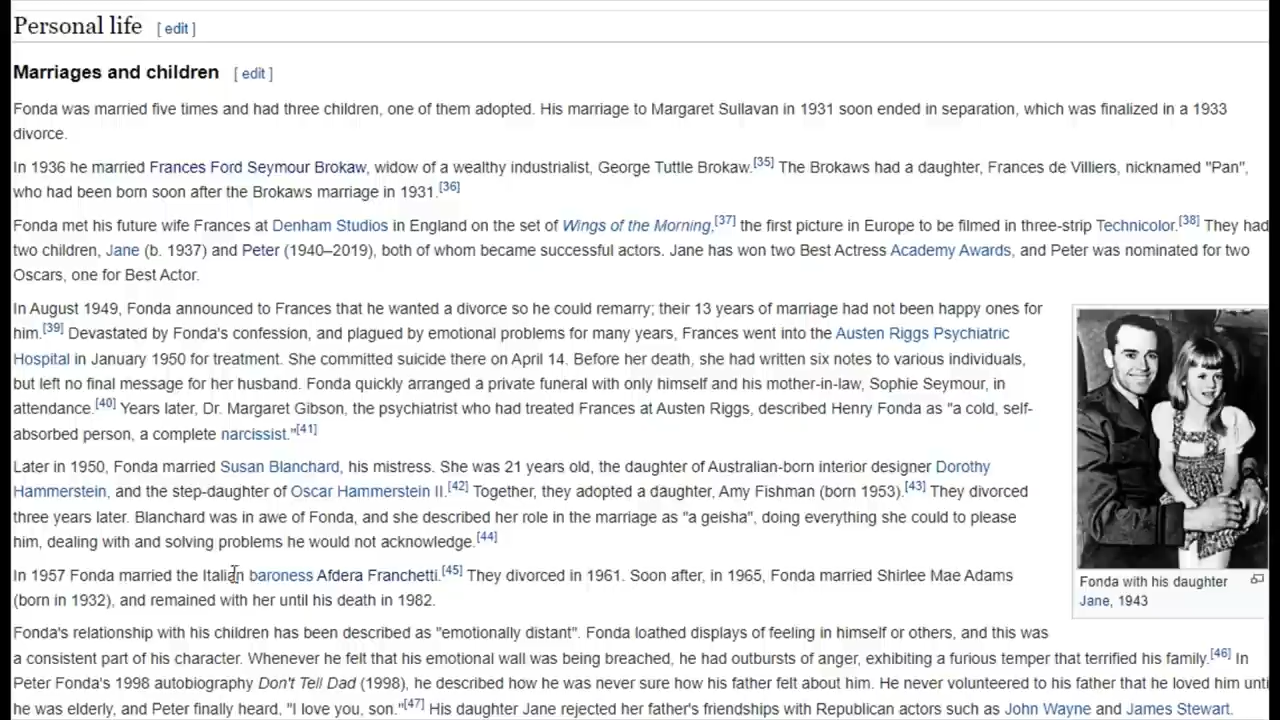 Personal life [ edit ]
Marriages and children [ edit ]
Fonda was married five times and had three children, one of them adopted. His marriage to Margaret Sullavan in 1931 soon ended in separation, which was finalized in a 1933
divorce.
In 1936 he married Frances Ford Seymour Brokaw, widow of a wealthy industrialist, George Tuttle Brokaw.[35] The Brokaws had a daughter, Frances de Villiers, nicknamed "Pan",
who had been born soon after the Brokaws marriage in 1931.[36]
Fonda met his future wife Frances at Denham Studios in England on the set of Wings of the Morning,[37] the first picture in Europe to be filmed in three-strip Technicolor.[38] They had
two children, Jane (b. 1937) and Peter (1940–2019), both of whom became successful actors. Jane has won two Best Actress Academy Awards, and Peter was nominated for two
Oscars, one for Best Actor.
In August 1949, Fonda announced to Frances that he wanted a divorce so he could remarry; their 13 years of marriage had not been happy ones for
him.[39] Devastated by Fonda's confession, and plagued by emotional problems for many years, Frances went into the Austen Riggs Psychiatric
Hospital in January 1950 for treatment. She committed suicide there on April 14. Before her death, she had written six notes to various individuals,
but left no final message for her husband. Fonda quickly arranged a private funeral with only himself and his mother-in-law, Sophie Seymour, in
attendance.[40] Years later, Dr. Margaret Gibson, the psychiatrist who had treated Frances at Austen Riggs, described Henry Fonda as "a cold, self-
absorbed person, a complete narcissist."[41]
Later in 1950, Fonda married Susan Blanchard, his mistress. She was 21 years old, the daughter of Australian-born interior designer Dorothy
Hammerstein, and the step-daughter of Oscar Hammerstein II.[42] Together, they adopted a daughter, Amy Fishman (born 1953).[43] They divorced
three years later. Blanchard was in awe of Fonda, and she described her role in the marriage as "a geisha", doing everything she could to please
him, dealing with and solving problems he would not acknowledge.[44]
In 1957 Fonda married the Italian baroness Afdera Franchetti.[45] They divorced in 1961. Soon after, in 1965, Fonda married Shirlee Mae Adams
(born in 1932), and remained with her until his death in 1982.
Fonda with his daughter
Jane, 1943
Fonda's relationship with his children has been described as "emotionally distant". Fonda loathed displays of feeling in himself or others, and this was
a consistent part of his character. Whenever he felt that his emotional wall was being breached, he had outbursts of anger, exhibiting a furious temper that terrified his family.[46] In
Peter Fonda's 1998 autobiography Don't Tell Dad (1998), he described how he was never sure how his father felt about him. He never volunteered to his father that he loved him until
he was elderly, and Peter finally heard, "I love you, son."[47] His daughter Jane rejected her father's friendships with Republican actors such as John Wayne and James Stewart.